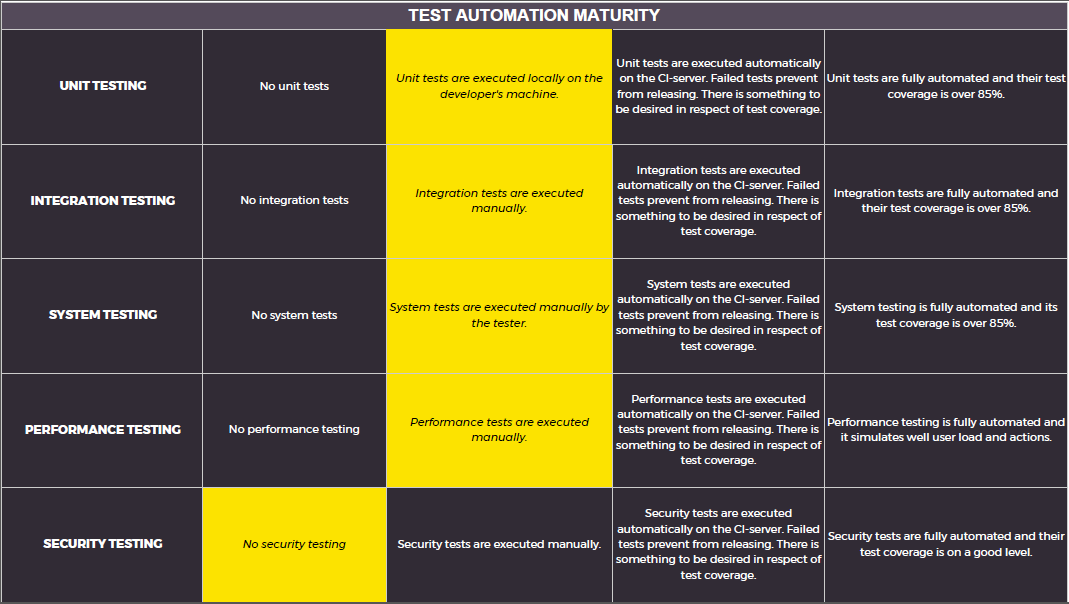 TEST AUTOMATION MATURITY
UNIT TESTING
No unit tests
Unit tests are executed locally on the
developer's machine.
Unit tests are executed automatically
on the CI-server. Failed tests prevent
from releasing. There is something to
be desired in respect of test coverage.
Unit tests are fully automated and their test
coverage is over 85%.
INTEGRATION TESTING
No integration tests
Integration tests are executed
manually.
Integration tests are executed
automatically on the CI-server. Failed
tests prevent from releasing. There is
something to be desired in respect of
test coverage.
Integration tests are fully automated and
their test coverage is over 85%.
SYSTEM TESTING
No system tests
System tests are executed manually by
the tester.
System tests are executed
automatically on the CI-server. Failed
tests prevent from releasing. There is
something to be desired in respect of
test coverage.
System testing is fully automated and its
test coverage is over 85%.
PERFORMANCE TESTING
No performance testing
Performance tests are executed
manually.
Performance tests are executed
automatically on the CI-server. Failed
tests prevent from releasing. There is
something to be desired in respect of
test coverage.
Performance testing is fully automated and
it simulates well user load and actions.
SECURITY TESTING
No security testing
Security tests are executed manually.
Security tests are executed
automatically on the CI-server. Failed
tests prevent from releasing. There is
something to be desired in respect of
test coverage.
Security tests are fully automated and their
test coverage is on a good level.